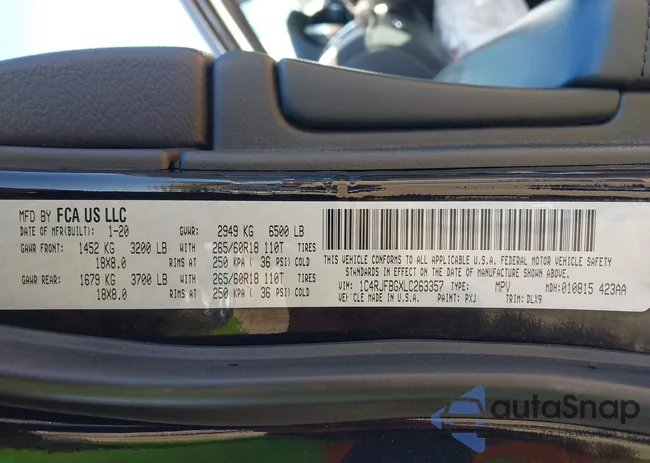 MFD BY FCA US LLC
DATE OF MFR(BUILT): 1-20 GVWR: 2949 KG 6500 LB
GAWR FRONT: 1452 KG 3200 LB WITH 265/60R18 110T TIRES
18X8.0 RIMS AT 250 KPA ( 36 PSI) COLD
GAWR REAR: 1679 KG 3700 LB WITH 265/60R18 110T TIRES
18X8.0 RIMS AT 250 KPA ( 36 PSI) COLD
THIS VEHICLE CONFORMS TO ALL APPLICABLE U.S.A. FEDERAL MOTOR VEHICLE SAFETY
STANDARDS IN EFFECT ON THE DATE OF MANUFACTURE SHOWN ABOVE.
VIN: 1C4RJFBGXLC263357 TYPE: MPV MDH: 010815 423AA
MADE IN U.S.A. PAINT: PXJ TRIM: DLX9
autoSnap
BY COPART